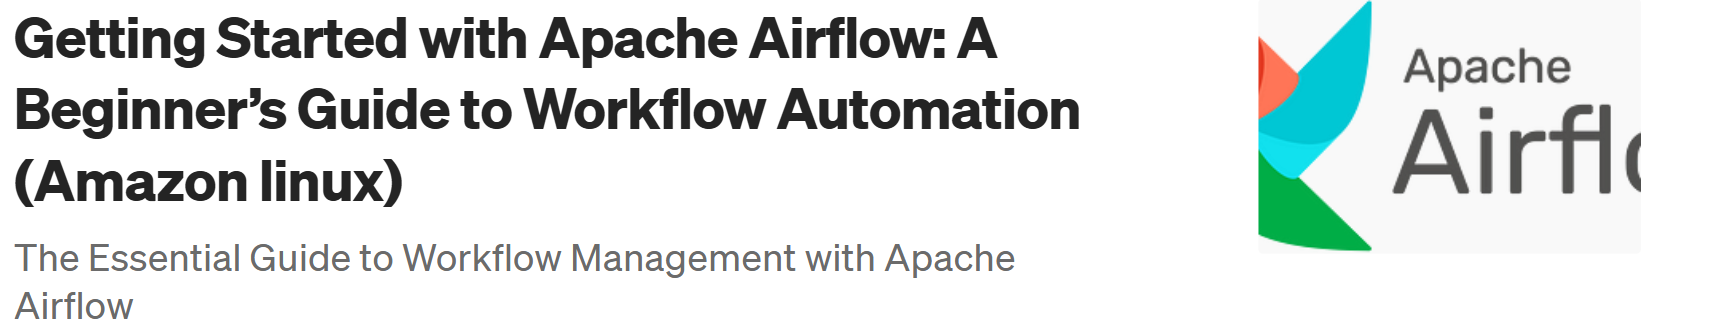 Getting Started with Apache Airflow: A
Beginner’s Guide to Workflow Automation
(Amazon linux)
The Essential Guide to Workflow Management with Apache
Airflow
Apache